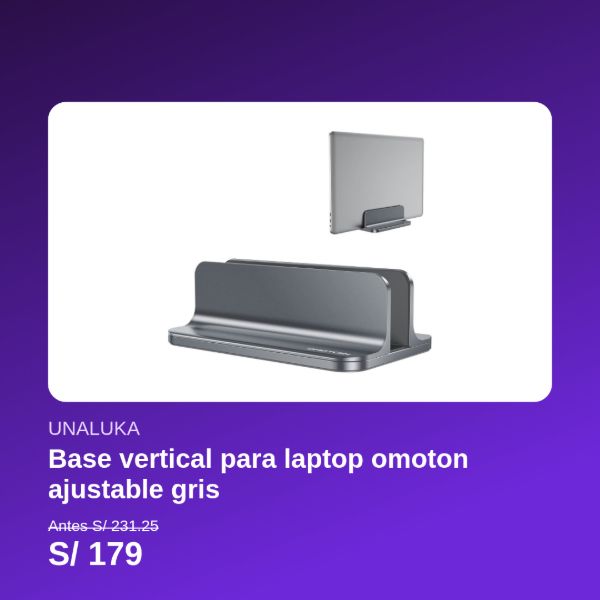 UNALUKA
Base vertical para laptop omoton
ajustable gris
Antes S/ 231.25
S/ 179